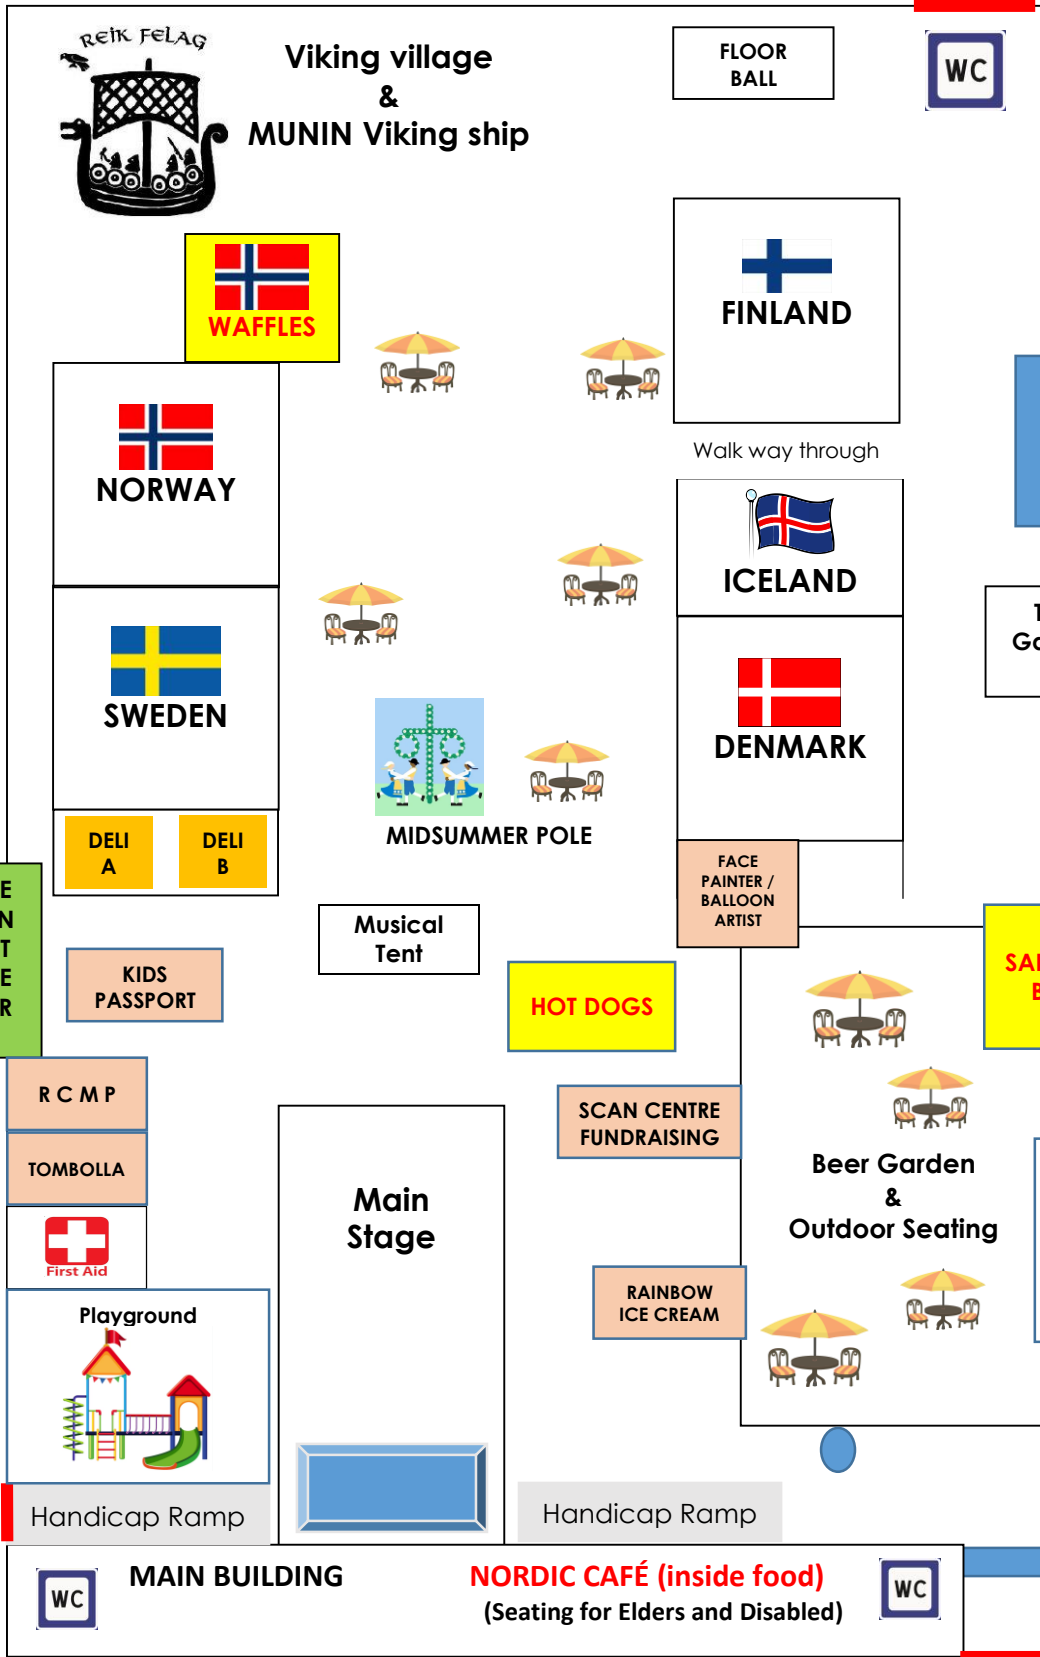 REIK FELAG
Viking village
&
MUNIN Viking ship
FLOOR
BALL
WC
WAFFLES
FINLAND
NORWAY
Walk way through
ICELAND
SWEDEN
DENMARK
MIDSUMMER POLE
DELI
A
DELI
B
FACE
PAINTER /
BALLOON
ARTIST
Musical
Tent
KIDS
PASSPORT
HOT DOGS
R C M P
SCAN CENTRE
FUNDRAISING
TOMBOLLA
Main
Stage
Beer Garden
&
Outdoor Seating
First Aid
RAINBOW
ICE CREAM
Playground
Handicap Ramp
Handicap Ramp
MAIN BUILDING
NORDIC CAFÉ (inside food)
(Seating for Elders and Disabled)
WC
WC